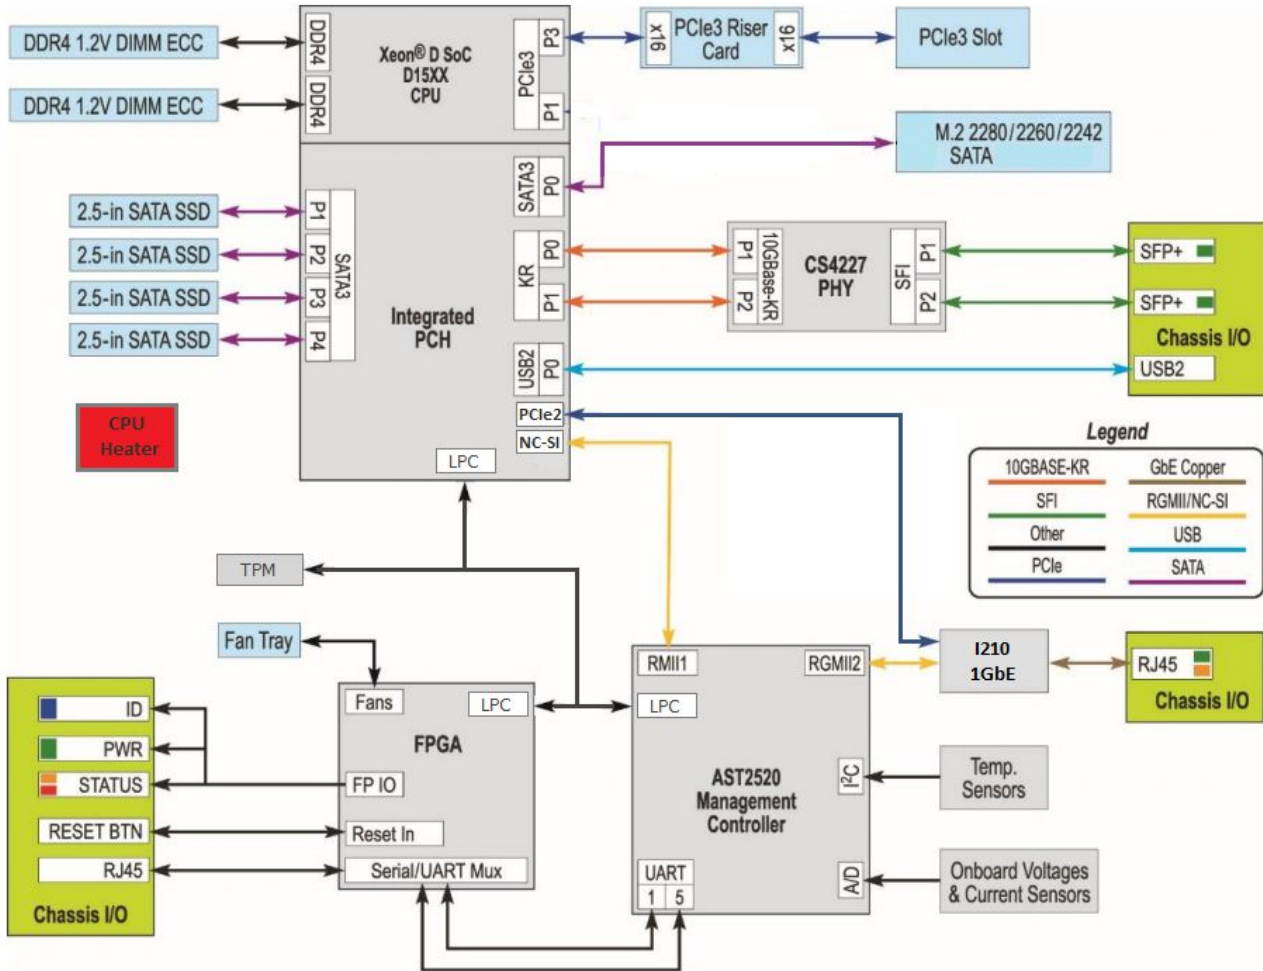 DDR4 1.2V DIMM ECC
DDR4 1.2V DIMM ECC
DDR4
DDR4
Xeon® D SoC
D15XX
CPU
PCIe3
P3
P1
x16
PCIe3 Riser
Card
x16
PCIe3 Slot
M.2 2280/2260/2242
SATA
2.5-in SATA SSD
2.5-in SATA SSD
2.5-in SATA SSD
2.5-in SATA SSD
P1
P2
P3
P4
SATA3
Integrated
PCH
SATA3
P0
KR
P0
P1
USB2
P0
PCIe2
NC-SI
LPC
P1
P2
10GBase-KR
CS4227
PHY
SFI
P1
P2
SFP+
SFP+
Chassis I/O
USB2
CPU
Heater
Legend
10GBASE-KR
GbE Copper
SFI
RGMII/NC-SI
Other
USB
PCIe
SATA
TPM
Fan Tray
Fans
LPC
FPGA
FP IO
Reset In
Serial/UART Mux
ID
PWR
STATUS
RESET BTN
RJ45
Chassis I/O
RMII1
RGMII2
LPC
AST2520
Management
Controller
I²C
A/D
UART
1
5
I210
1GbE
RJ45
Chassis I/O
Temp.
Sensors
Onboard Voltages
& Current Sensors